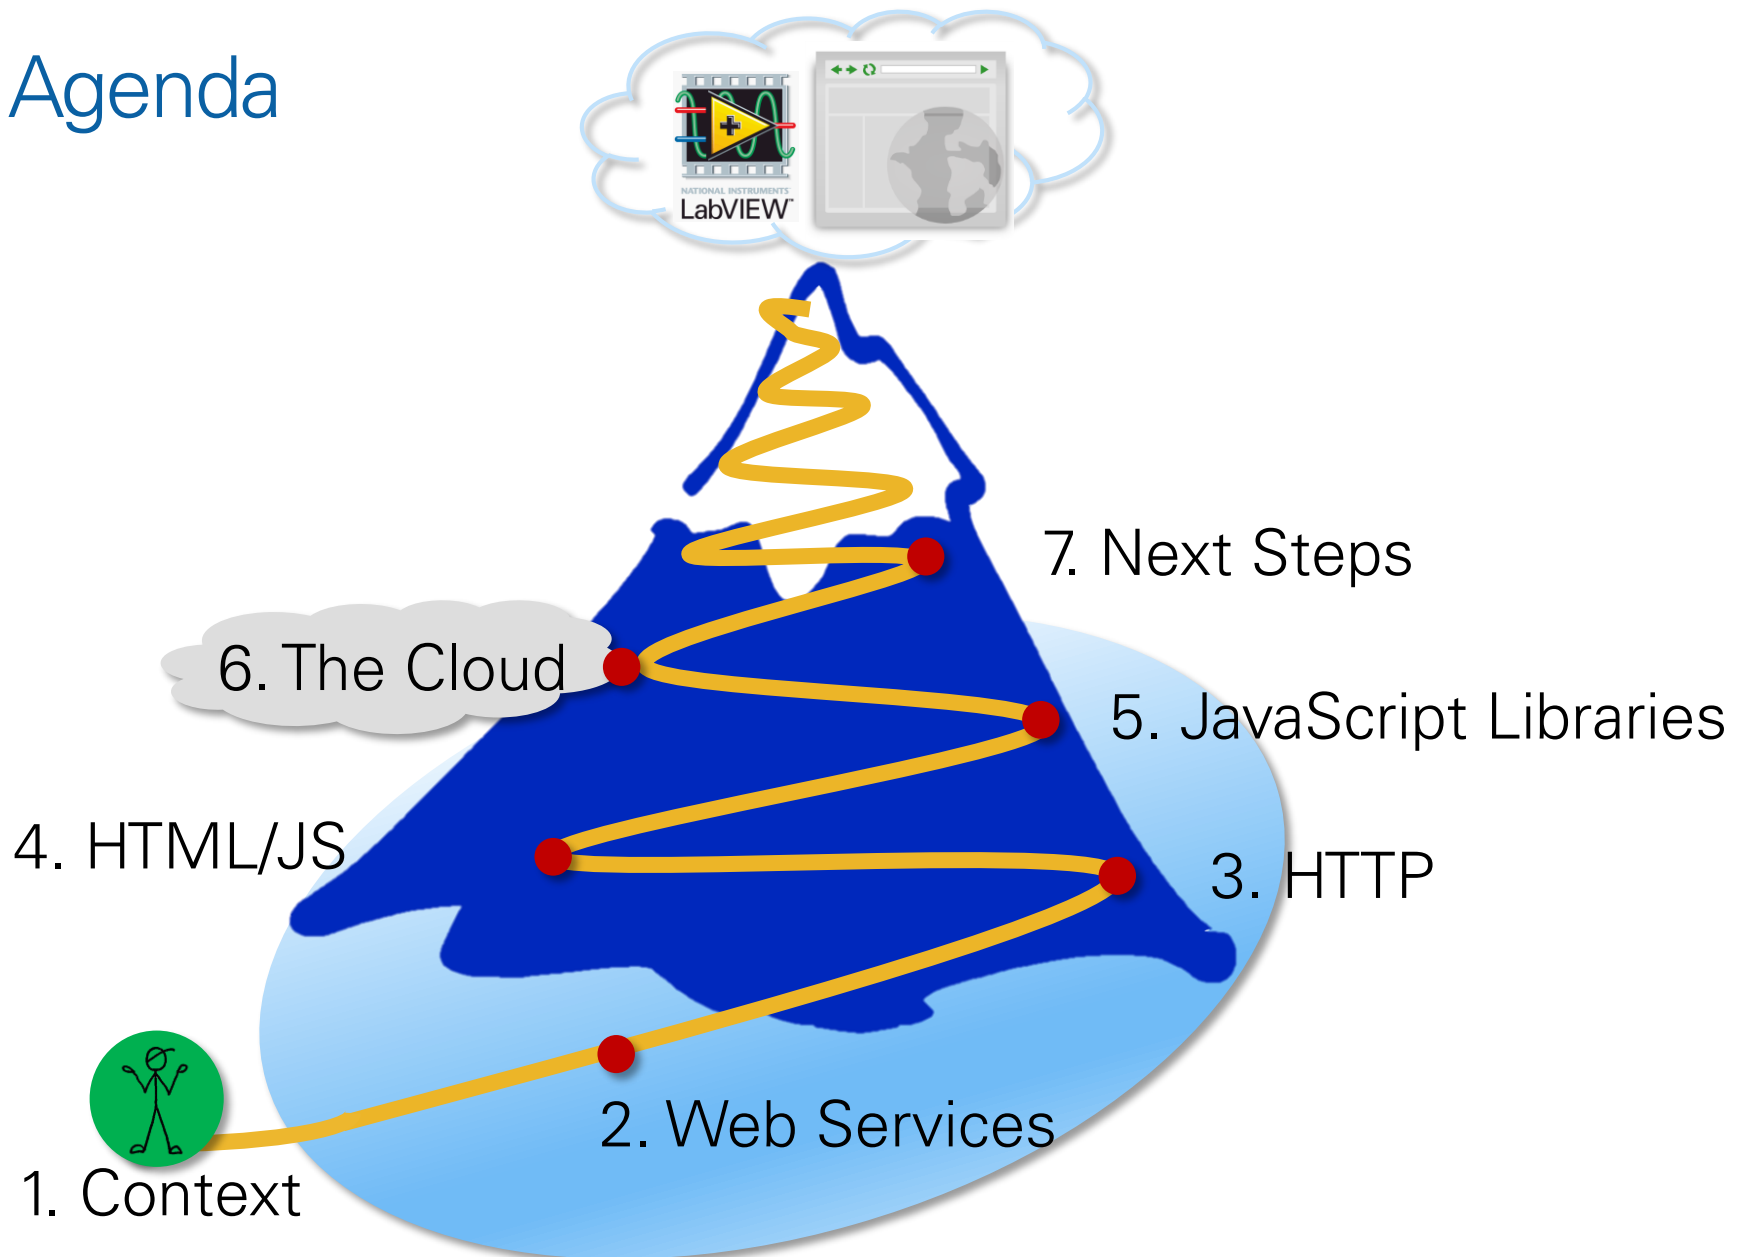 Agenda
NATIONAL INSTRUMENTS
LabVIEW™
7. Next Steps
6. The Cloud
5. JavaScript Libraries
4. HTML/JS
3. HTTP
2. Web Services
1. Context